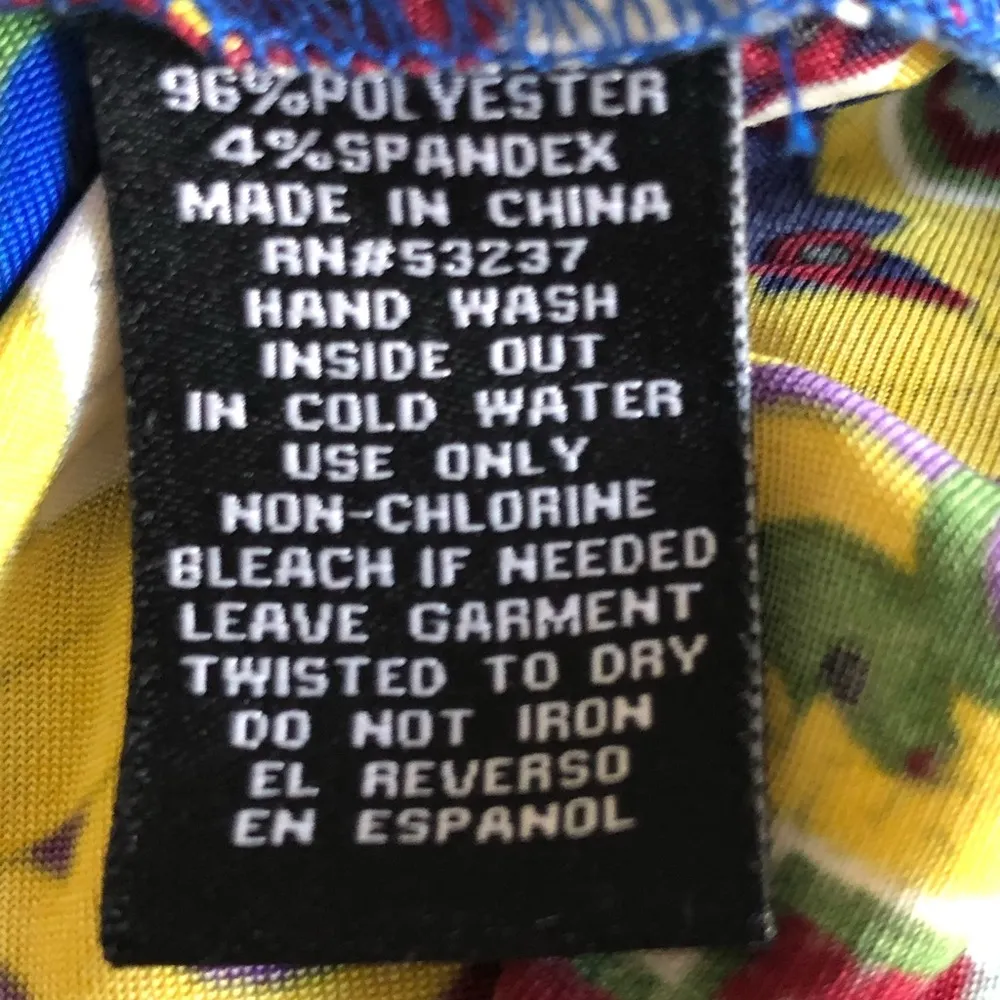 96%POLYESTER
4%SPANDEX
MADE IN CHINA
RN#53237
HAND WASH
INSIDE OUT
IN COLD WATER
USE ONLY
NON-CHLORINE
BLEACH IF NEEDED
LEAVE GARMENT
TWISTED TO DRY
DO NOT IRON
EL REVERSO
EN ESPANOL